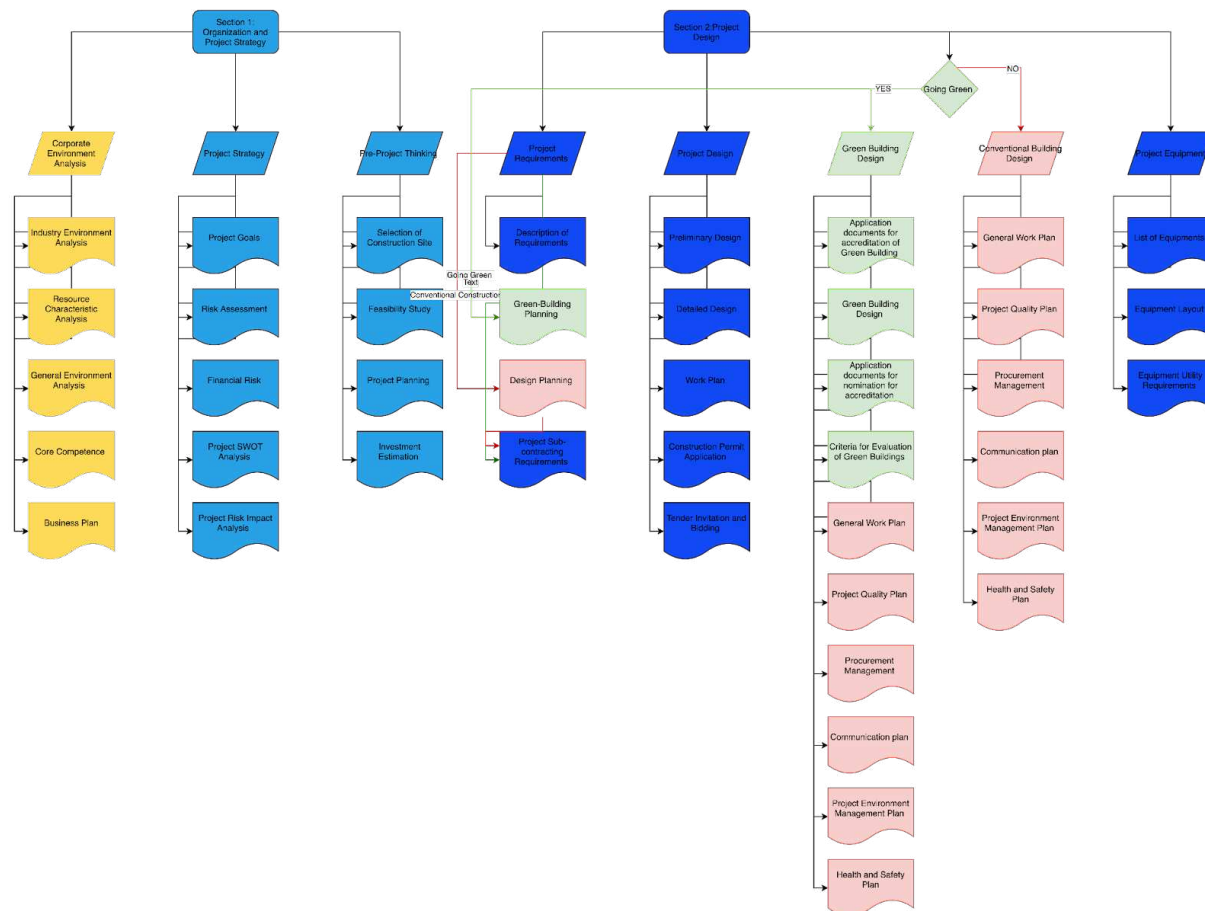 Section 1:
Organization and
Project Strategy
Section 2:Project
Design
Going Green
YES
NO
Corporate
Environment
Analysis
Project Strategy
Pre-Project Thinking
Project
Requirements
Project Design
Green Building
Design
Conventional Building
Design
Project Equipment
Industry Environment
Analysis
Resource
Characteristic
Analysis
General Environment
Analysis
Core Competence
Business Plan
Project Goals
Risk Assessment
Financial Risk
Project SWOT
Analysis
Project Risk Impact
Analysis
Selection of
Construction Site
Feasibility Study
Project Planning
Investment
Estimation
Description of
Requirements
Going Green
Text
Conventional Construction
Green-Building
Planning
Design Planning
Project Sub-
contracting
Requirements
Preliminary Design
Detailed Design
Work Plan
Construction Permit
Application
Tender Invitation and
Bidding
Application
documents for
accreditation of
Green Building
Green Building
Design
Application
documents for
nomination for
accreditation
Criteria for Evaluation
of Green Buildings
General Work Plan
Project Quality Plan
Procurement
Management
Communication plan
Project Environment
Management Plan
Health and Safety
Plan
General Work Plan
Project Quality Plan
Procurement
Management
Communication plan
Project Environment
Management Plan
Health and Safety
Plan
List of Equipments
Equipment Layout
Equipment Utility
Requirements